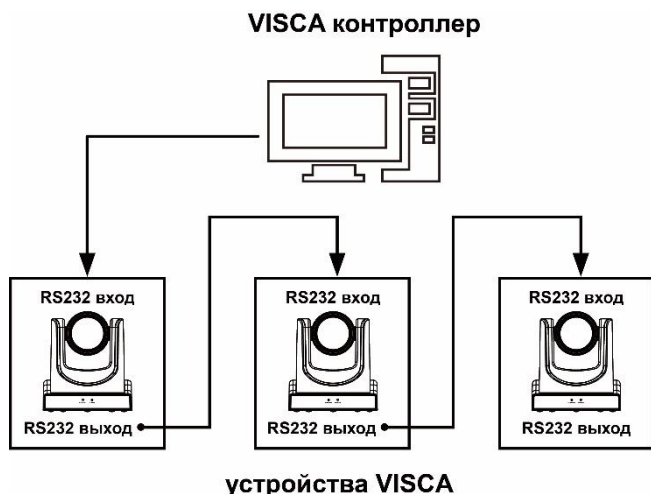 VISCA контроллер
RS232 вход
RS232 вход
RS232 вход
RS232 выход
RS232 выход
RS232 выход
устройства VISCA